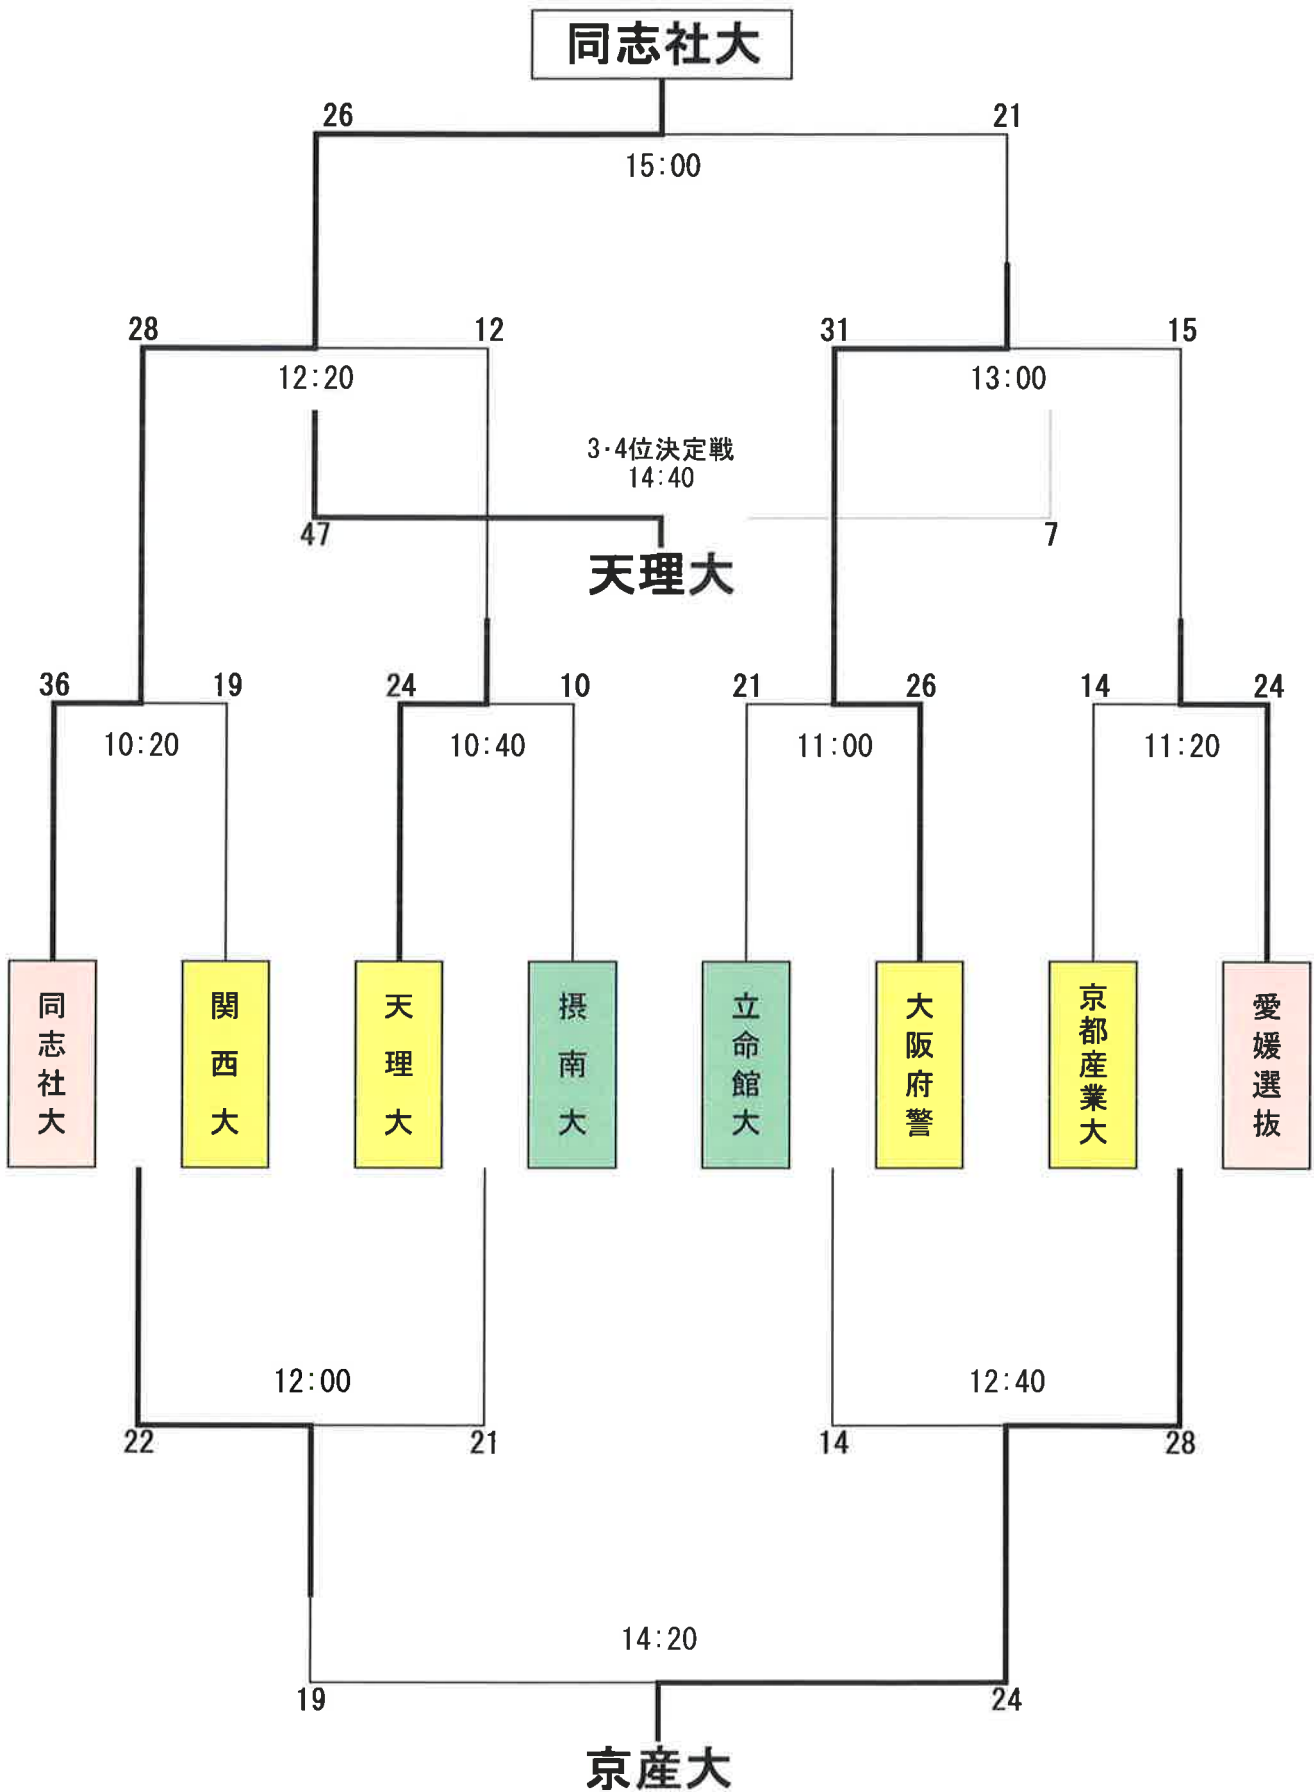 同志社大
26
21
15:00
28
12
31
15
12:20
13:00
3・4位決定戦
14:40
47
7
天理大
36
19
24
10
21
26
14
24
10:20
10:40
11:00
11:20
同志社大
関西大
天理大
摂南大
立命館大
大阪府警
京都産業大
愛媛選抜
12:00
12:40
22
21
14
28
14:20
19
24
京産大